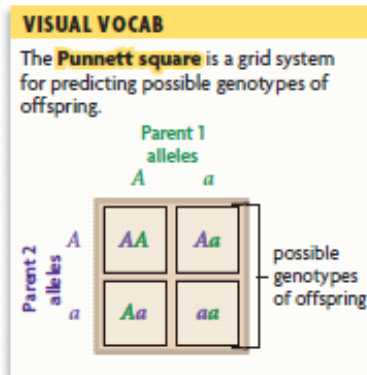 VISUAL VOCAB
The Punnett square is a grid system
for predicting possible genotypes of
offspring.
Parent 1
alleles
A a
Parent 2
alleles
A AA Aa
a Aa aa
possible
genotypes
of offspring